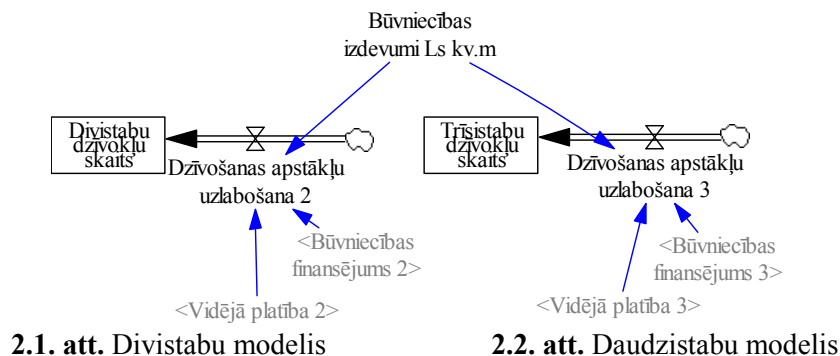 Būvniecības
izdevumi Ls kv.m
Divistabu
dzīvokļu
skaits
Dzīvošanas apstākļu
uzlabošana 2
<Būvniecības
finansējums 2>
<Vidējā platība 2>
Trīsistabu
dzīvokļu
skaits
Dzīvošanas apstākļu
uzlabošana 3
<Būvniecības
finansējums 3>
<Vidējā platība 3>
2.1. att. Divistabu modelis
2.2. att. Daudzistabu modelis